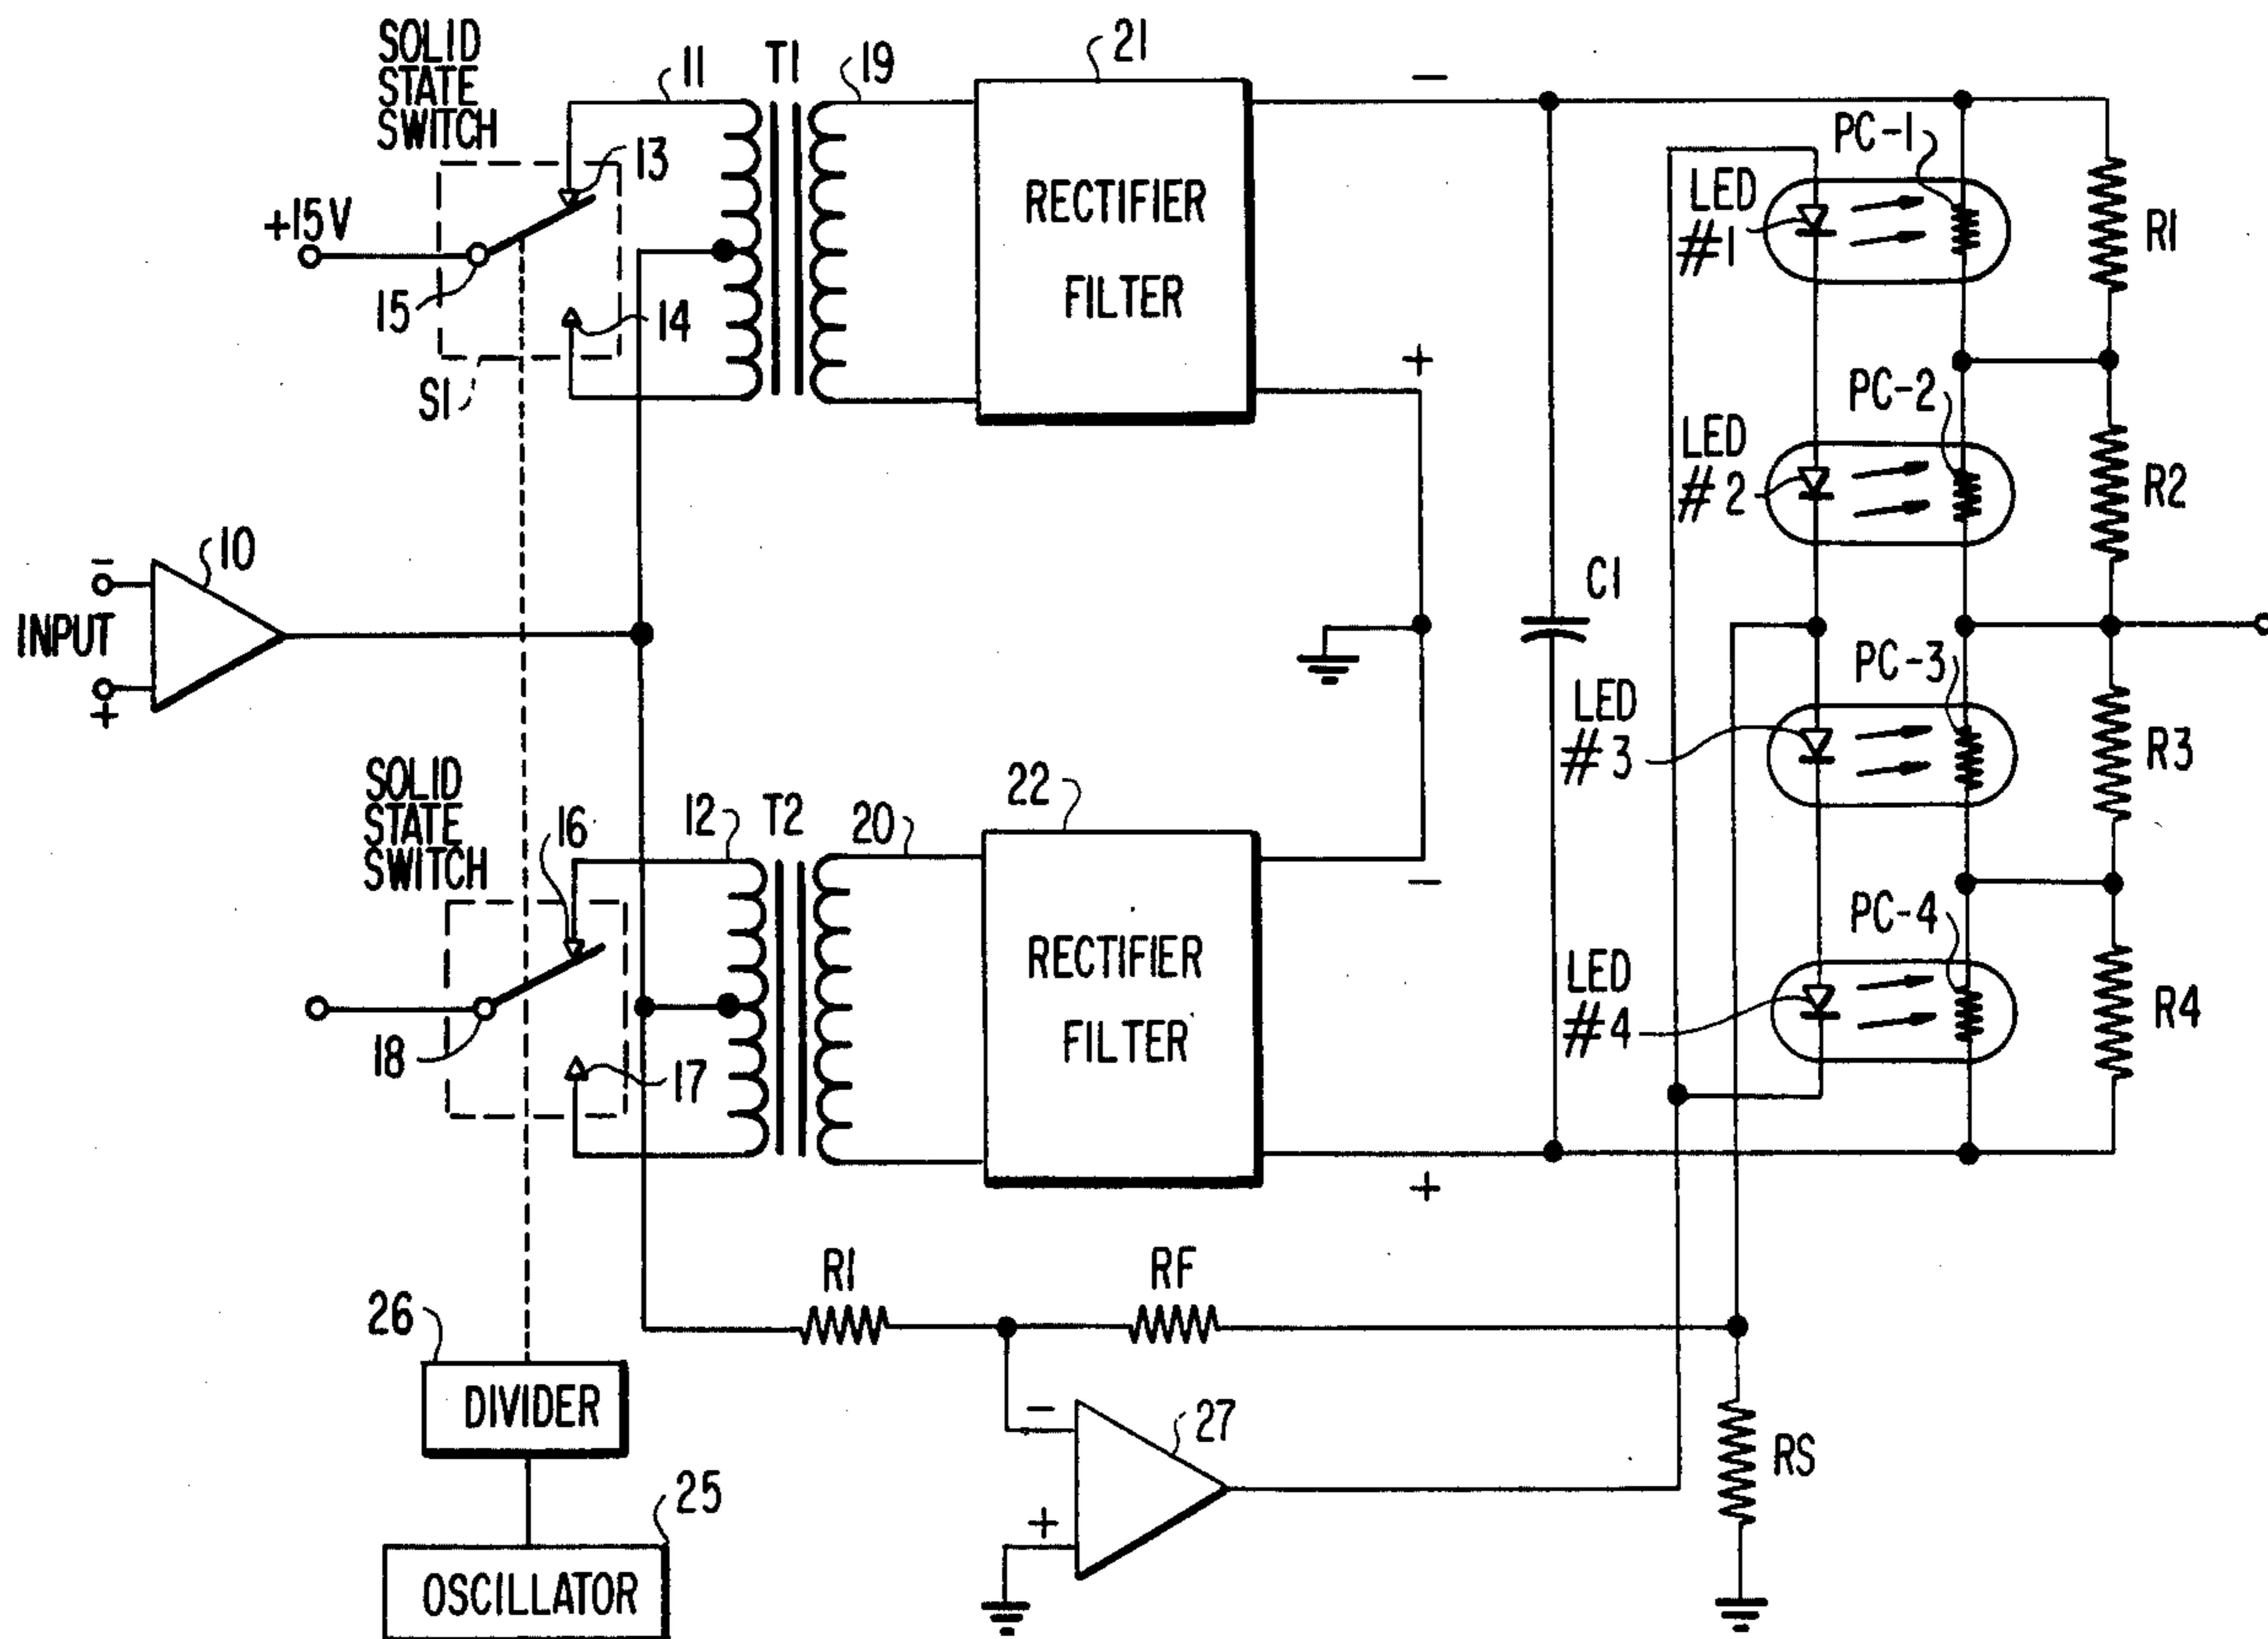 SOLID
STATE
SWITCH
11
T1
19
21
−
13
+15V
RECTIFIER
FILTER
PC-1
LED
#1
R1
15
14
S1
+
PC-2
LED
#2
R2
−
10
INPUT
+
C1
PC-3
LED
#3
R3
SOLID
STATE
SWITCH
16
12
T2
20
22
−
RECTIFIER
FILTER
PC-4
LED
#4
R4
18
17
+
RI
RF
26
DIVIDER
−
27
+
RS
25
OSCILLATOR